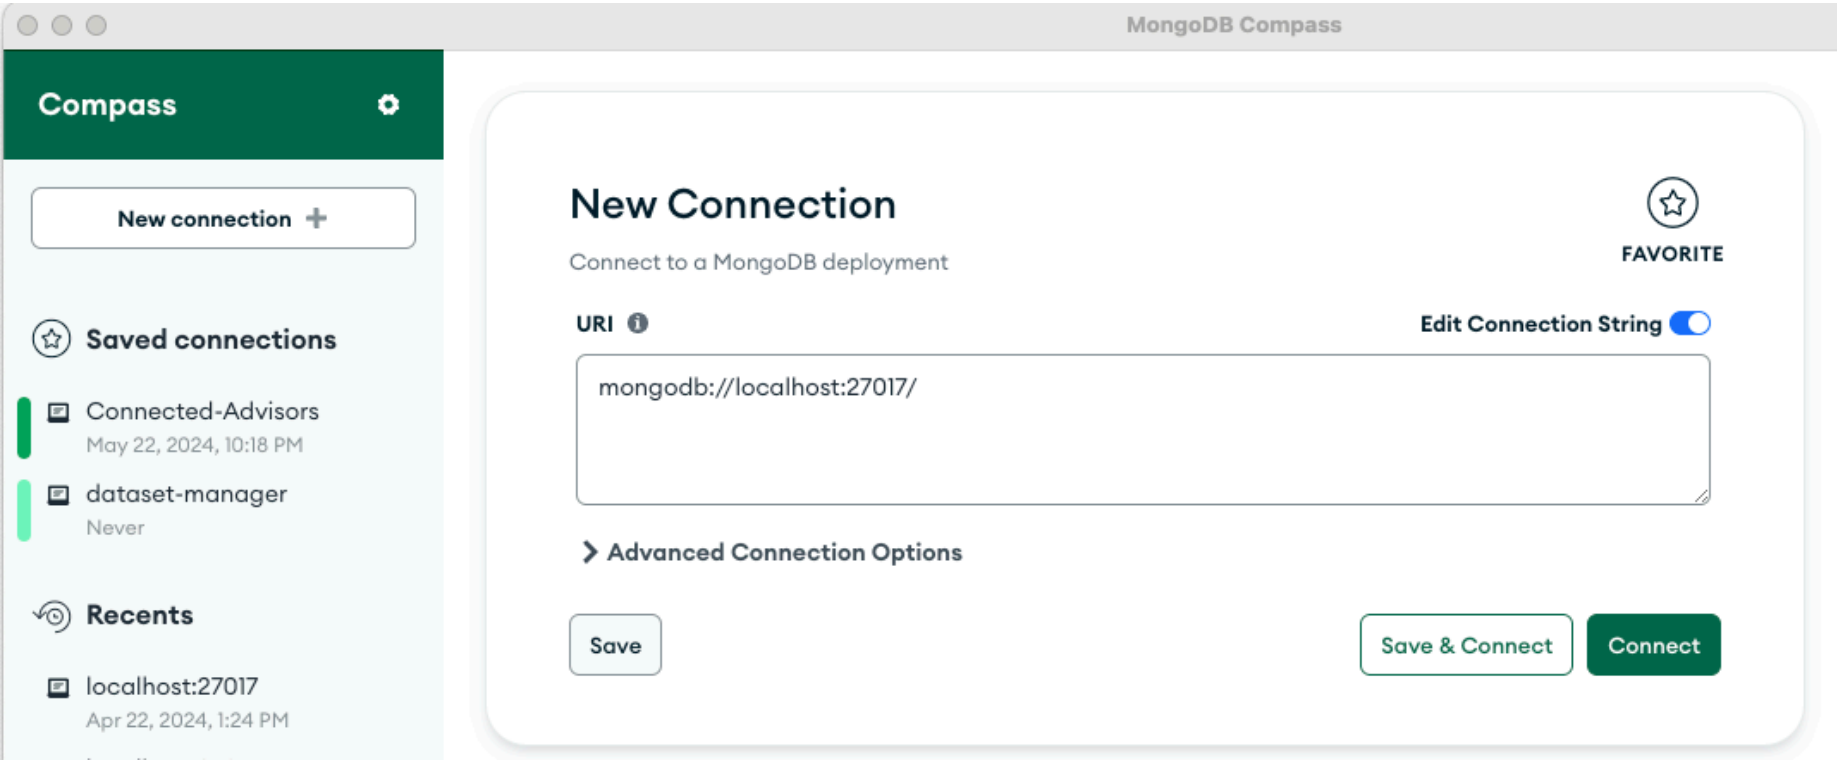 MongoDB Compass
Compass
New connection
Saved connections
Connected-Advisors
May 22, 2024, 10:18 PM
dataset-manager
Never
Recents
localhost:27017
Apr 22, 2024, 1:24 PM
New Connection
FAVORITE
Connect to a MongoDB deployment
URI
Edit Connection String
mongodb://localhost:27017/
Advanced Connection Options
Save
Save & Connect
Connect